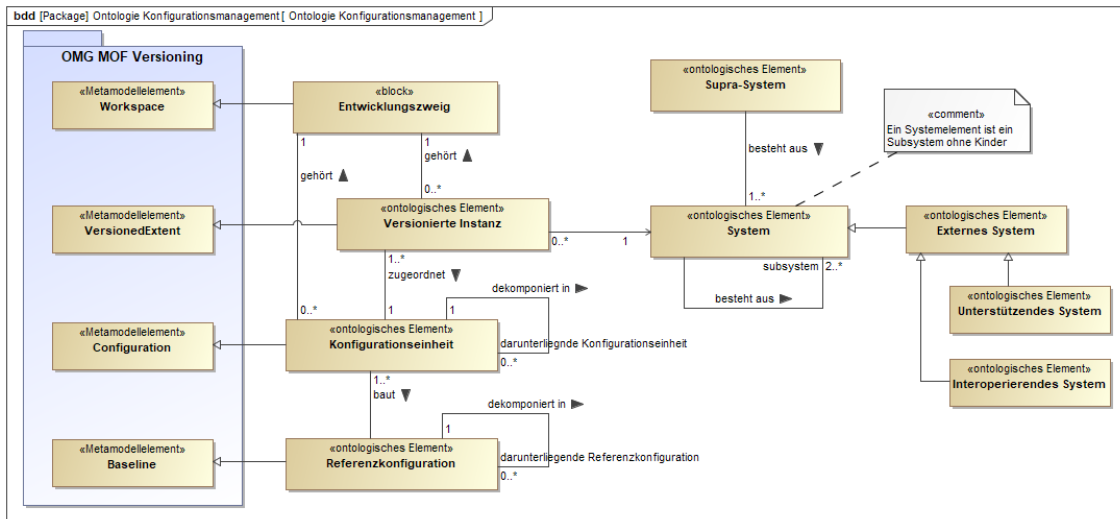 bdd [Package] Ontologie Konfigurationsmanagement [ Ontologie Konfigurationsmanagement ]
OMG MOF Versioning
«Metamodellelement»
Workspace
«block»
Entwicklungszweig
«ontologisches Element»
Supra-System
«comment»
Ein Systemelement ist ein
Subsystem ohne Kinder
1
1
gehört
gehört
0..*
besteht aus
1..*
«Metamodellelement»
VersionedExtent
«ontologisches Element»
Versionierte Instanz
0..*
1
«ontologisches Element»
System
«ontologisches Element»
Externes System
subsystem
2..*
besteht aus
1..*
zugeordnet
1
0..*
dekomponiert in
1
«ontologisches Element»
Unterstützendes System
«Metamodellelement»
Configuration
«ontologisches Element»
Konfigurationseinheit
darunterliegnde Konfigurationseinheit
0..*
«ontologisches Element»
Interoperierendes System
1..*
baut
dekomponiert in
1
«Metamodellelement»
Baseline
«ontologisches Element»
Referenzkonfiguration
darunterliegende Referenzkonfiguration
0..*